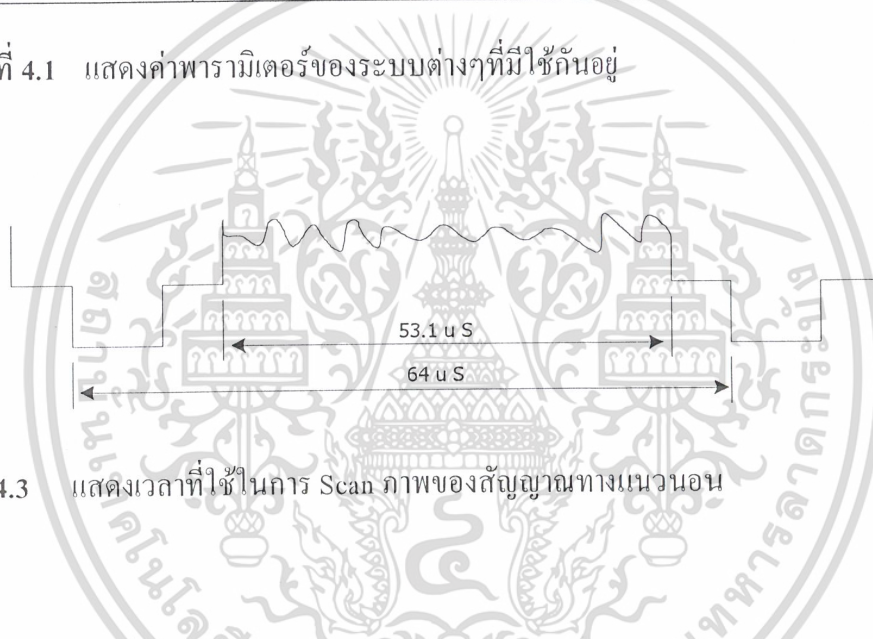 ที่ 4.1 แสดงค่าพารามิเตอร์ของระบบต่างๆที่มีใช้กันอยู่
53.1 u S
64 u S
4.3 แสดงเวลาที่ใช้ในการ Scan ภาพของสัญญาณทางแนวนอน